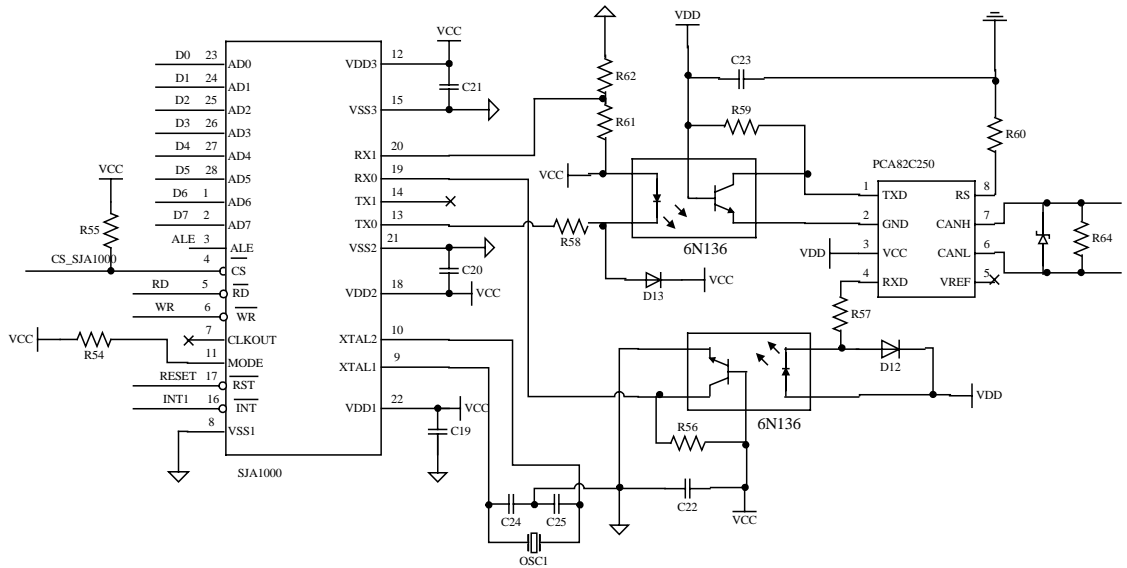 D0 23 AD0
D1 24 AD1
D2 25 AD2
D3 26 AD3
D4 27 AD4
D5 28 AD5
D6 1 AD6
D7 2 AD7
ALE 3 ALE
CS_SJA1000 4 CS
RD 5 RD
WR 6 WR
7 CLKOUT
11 MODE
RESET 17 RST
INT1 16 INT
8 VSS1
VCC
R55
VCC
R54
SJA1000
VDD3 12
VSS3 15
RX1 20
RX0 19
TX1 14
TX0 13
VSS2 21
VDD2 18
XTAL2 10
XTAL1 9
VDD1 22
VCC
C21
C20
VCC
VCC
C19
C24
C25
OSC1
R62
R61
VCC
R58
D13
VCC
6N136
VDD
C23
R59
R60
PCA82C250
1 TXD
2 GND
3 VCC
4 RXD
RS 8
CANH 7
CANL 6
VREF 5
VDD
R64
R57
D12
VDD
6N136
R56
C22
VCC